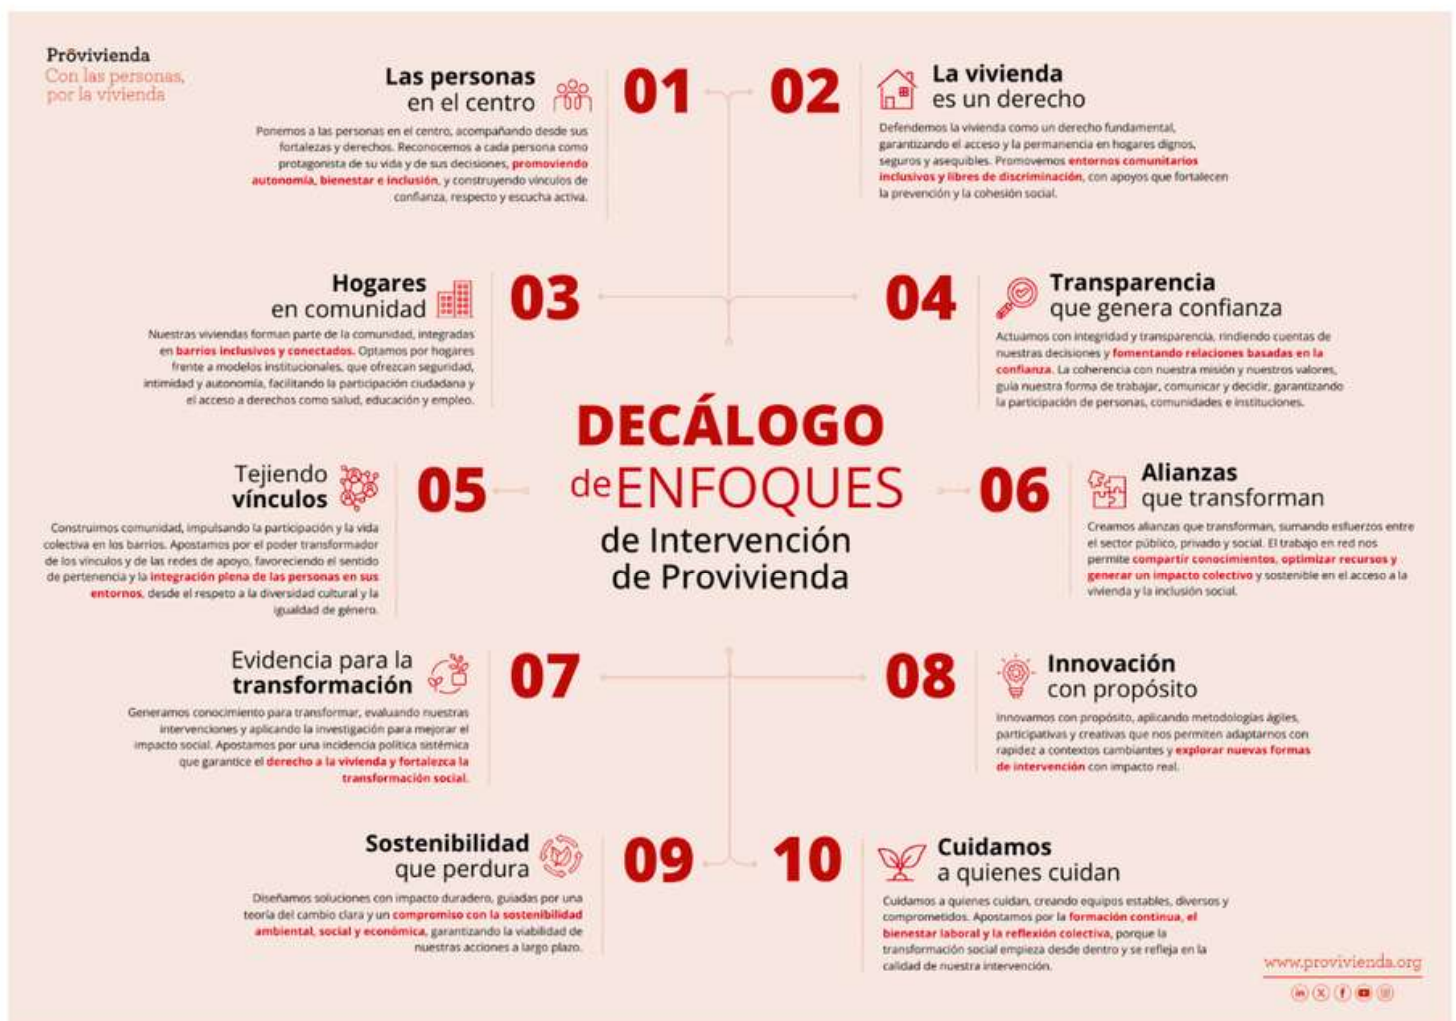 Provivienda
Con las personas,
por la vivienda
Las personas
en el centro
01
Ponemos a las personas en el centro, acompañando desde sus
fortalezas y derechos. Reconocemos a cada persona como
protagonista de su vida y de sus decisiones, promoviendo
autonomía, bienestar e inclusión, y construyendo vínculos de
confianza, respecto y escucha activa.
02
La vivienda
es un derecho
Defendemos la vivienda como un derecho fundamental,
garantizando el acceso y la permanencia en hogares dignos,
seguros y asequibles. Promovemos entornos comunitarios
inclusivos y libres de discriminación, con apoyos que fortalecen
la prevención y la cohesión social.
Hogares
en comunidad
03
Nuestras viviendas forman parte de la comunidad, integradas
en barrios inclusivos y conectados. Optamos por hogares
frente a modelos institucionales, que ofrezcan seguridad,
intimidad y autonomía, facilitando la participación ciudadana y
el acceso a derechos como salud, educación y empleo.
04
Transparencia
que genera confianza
Actuamos con integridad y transparencia, rindiendo cuentas de
nuestras decisiones y fomentando relaciones basadas en la
confianza. La coherencia con nuestra misión y nuestros valores,
guía nuestra forma de trabajar, comunicar y decidir, garantizando
la participación de personas, comunidades e instituciones.
DECÁLOGO
de ENFOQUES
de Intervención
de Provivienda
Tejiendo
vínculos
05
Construimos comunidad, impulsando la participación y la vida
colectiva en los barrios. Apostamos por el poder transformador
de los vínculos y de las redes de apoyo, favoreciendo el sentido
de pertenencia y la integración plena de las personas en sus
entornos, desde el respeto a la diversidad cultural y la
igualdad de género.
06
Alianzas
que transforman
Creamos alianzas que transforman, sumando esfuerzos entre
el sector público, privado y social. El trabajo en red nos
permite compartir conocimientos, optimizar recursos y
generar un impacto colectivo y sostenible en el acceso a la
vivienda y la inclusión social.
Evidencia para la
transformación
07
Generamos conocimiento para transformar, evaluando nuestras
intervenciones y aplicando la investigación para mejorar el
impacto social. Apostamos por una incidencia política sistémica
que garantice el derecho a la vivienda y fortalezca la
transformación social.
08
Innovación
con propósito
Innovamos con propósito, aplicando metodologías ágiles,
participativas y creativas que nos permiten adaptarnos con
rapidez a contextos cambiantes y explorar nuevas formas
de intervención con impacto real.
Sostenibilidad
que perdura
09
Diseñamos soluciones con impacto duradero, guiadas por una
teoría del cambio clara y un compromiso con la sostenibilidad
ambiental, social y económica, garantizando la viabilidad de
nuestras acciones a largo plazo.
10
Cuidamos
a quienes cuidan
Cuidamos a quienes cuidan, creando equipos estables, diversos y
comprometidos. Apostamos por la formación continua, el
bienestar laboral y la reflexión colectiva, porque la
transformación social empieza desde dentro y se refleja en la
calidad de nuestra intervención.
www.provivienda.org